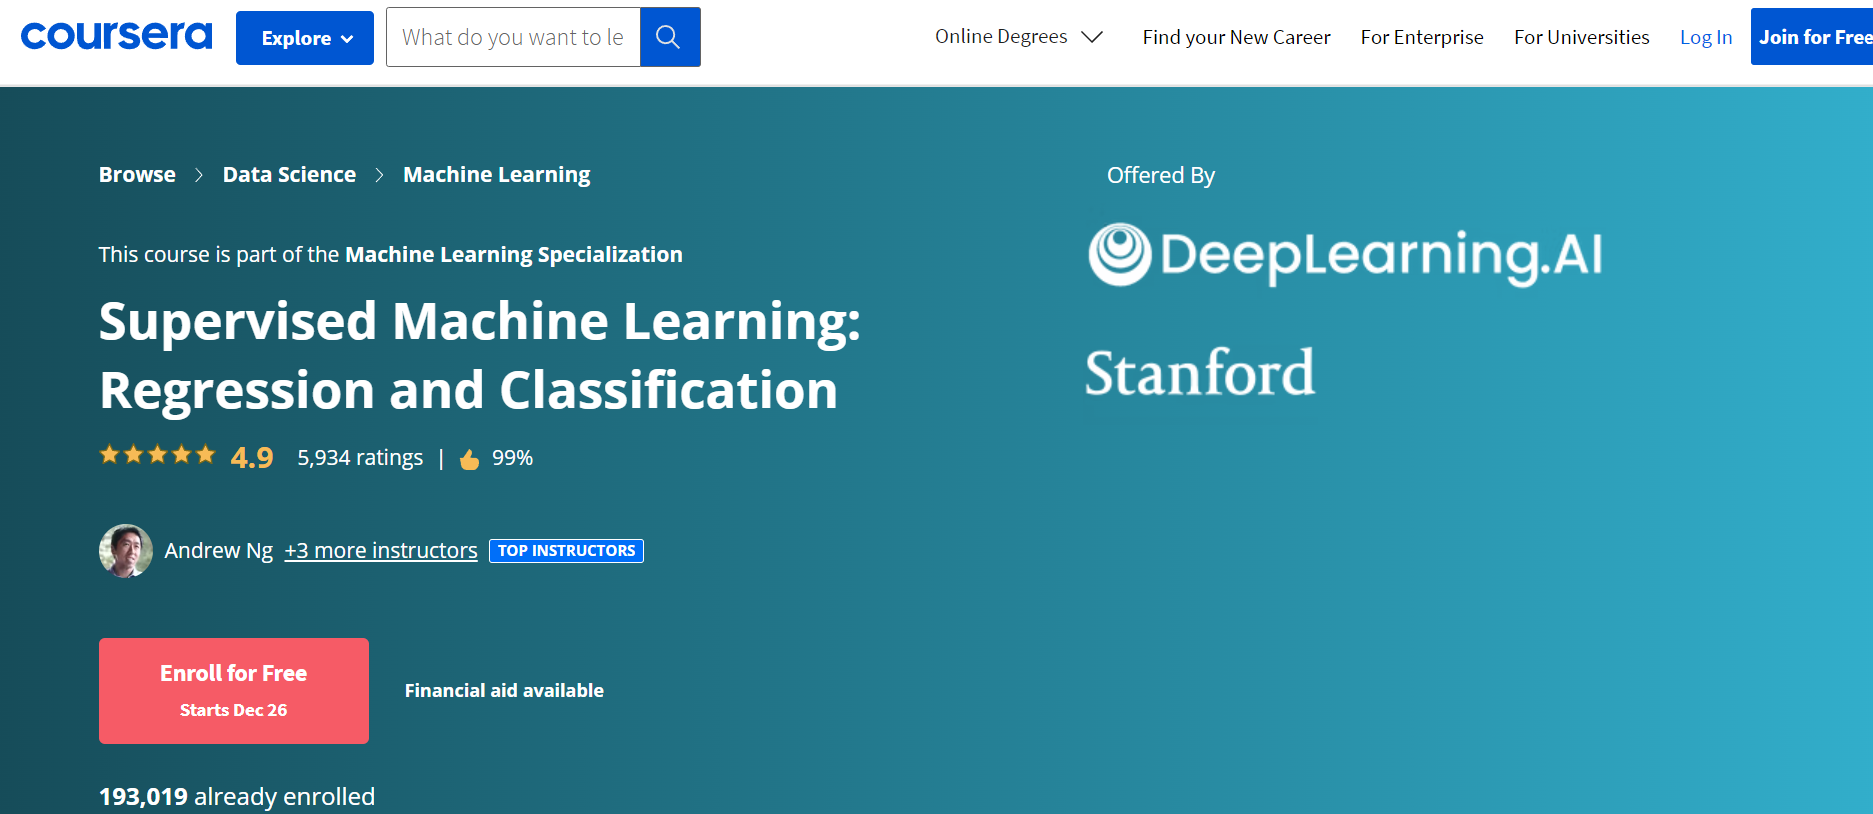 coursera
Explore
What do you want to le
Online Degrees
Find your New Career
For Enterprise
For Universities
Log In
Join for Free
Browse > Data Science > Machine Learning
This course is part of the Machine Learning Specialization
Supervised Machine Learning:
Regression and Classification
4.9 5,934 ratings | 99%
Andrew Ng +3 more instructors TOP INSTRUCTORS
Enroll for Free
Starts Dec 26
Financial aid available
193,019 already enrolled
Offered By
DeepLearning.AI
Stanford